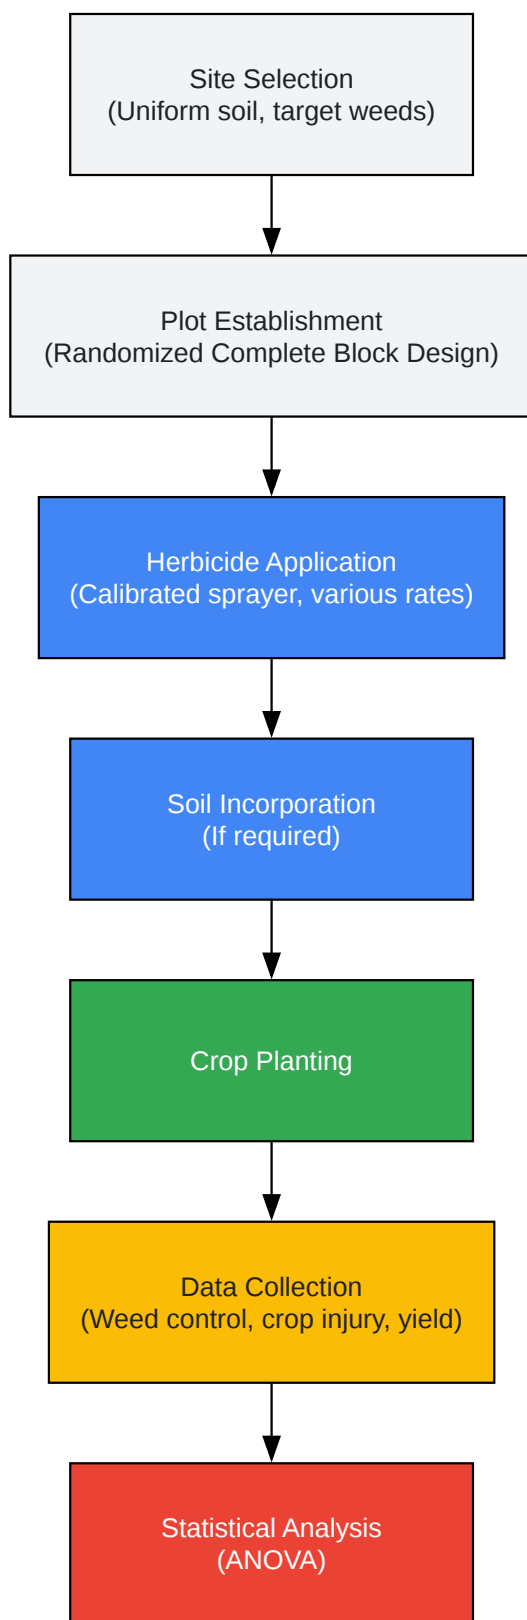 Site Selection
(Uniform soil, target weeds)
Plot Establishment
(Randomized Complete Block Design)
Herbicide Application
(Calibrated sprayer, various rates)
Soil Incorporation
(If required)
Crop Planting
Data Collection
(Weed control, crop injury, yield)
Statistical Analysis
(ANOVA)